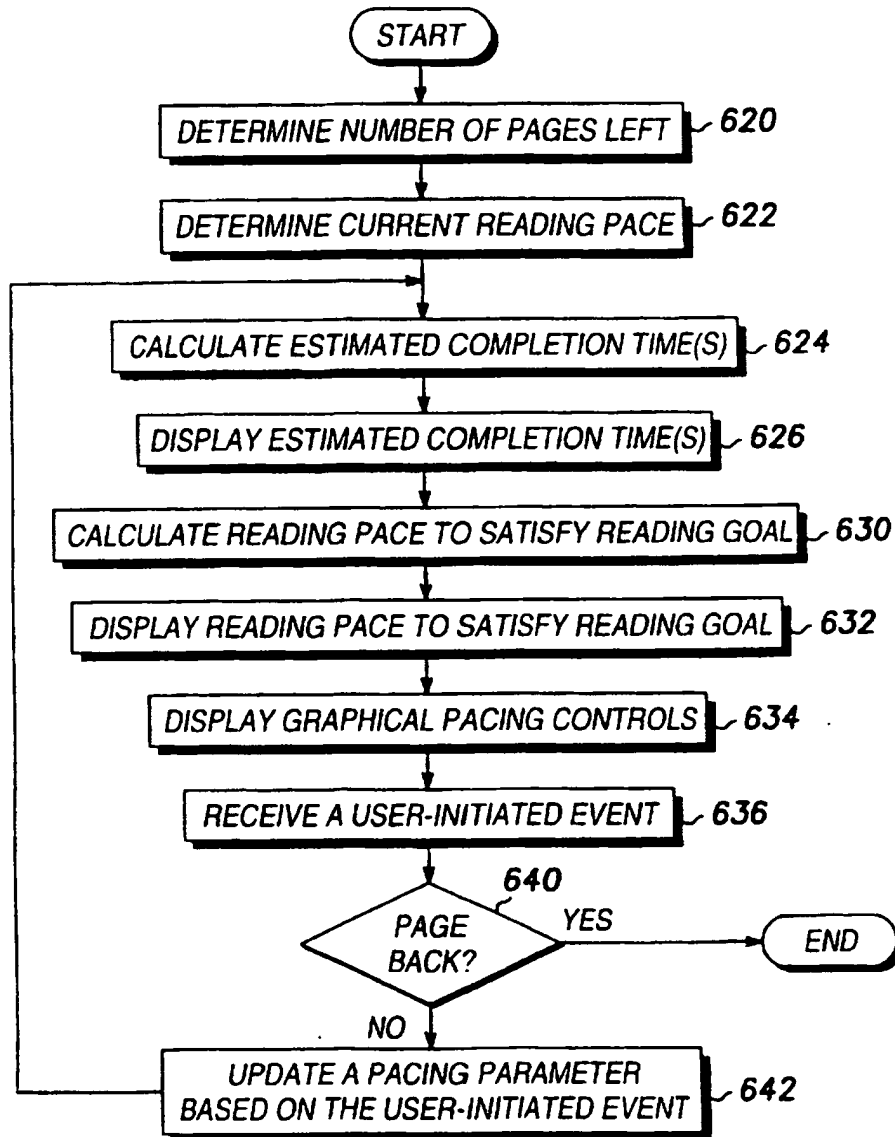 START
DETERMINE NUMBER OF PAGES LEFT 620
DETERMINE CURRENT READING PACE 622
CALCULATE ESTIMATED COMPLETION TIME(S) 624
DISPLAY ESTIMATED COMPLETION TIME(S) 626
CALCULATE READING PACE TO SATISFY READING GOAL 630
DISPLAY READING PACE TO SATISFY READING GOAL 632
DISPLAY GRAPHICAL PACING CONTROLS 634
RECEIVE A USER-INITIATED EVENT 636
640
PAGE
BACK?
YES
END
NO
UPDATE A PACING PARAMETER
BASED ON THE USER-INITIATED EVENT 642